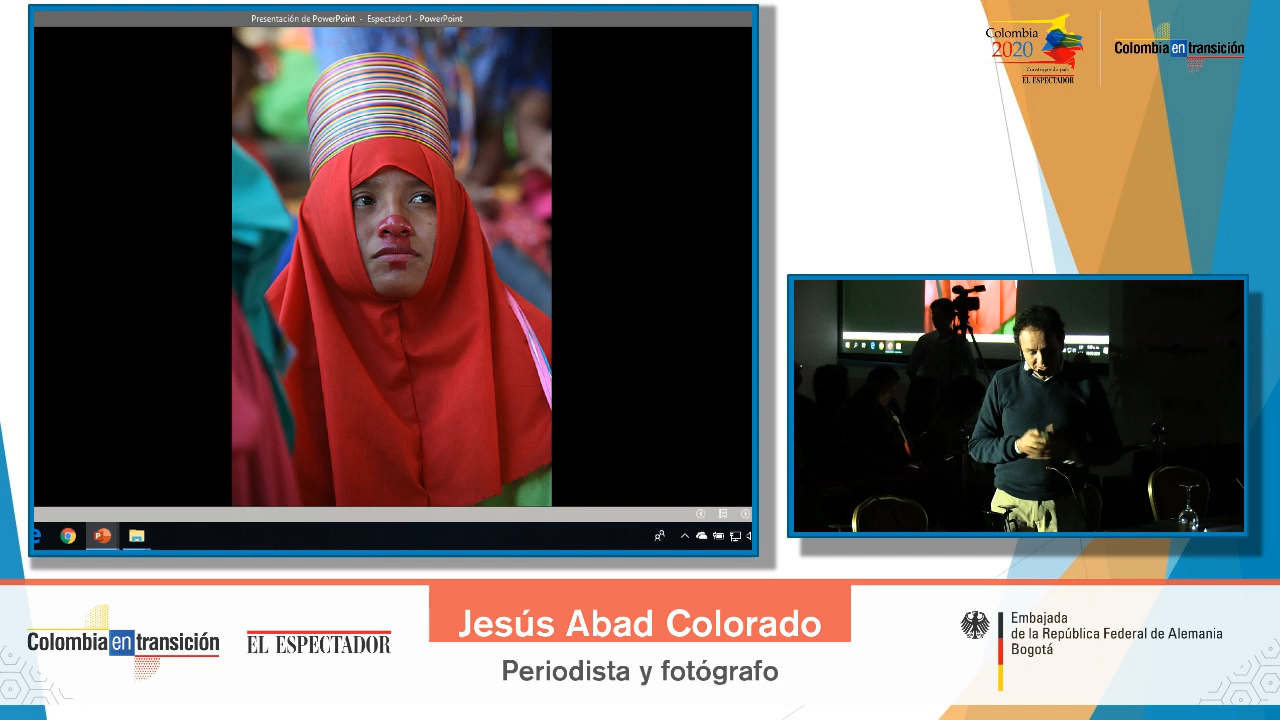 Presentación de PowerPoint - Espectador1 - PowerPoint
Colombia
2020
EL ESPECTADOR
Colombia en transición
Colombia en transición
EL ESPECTADOR
Jesús Abad Colorado
Periodista y fotógrafo
Embajada
de la República Federal de Alemania
Bogotá